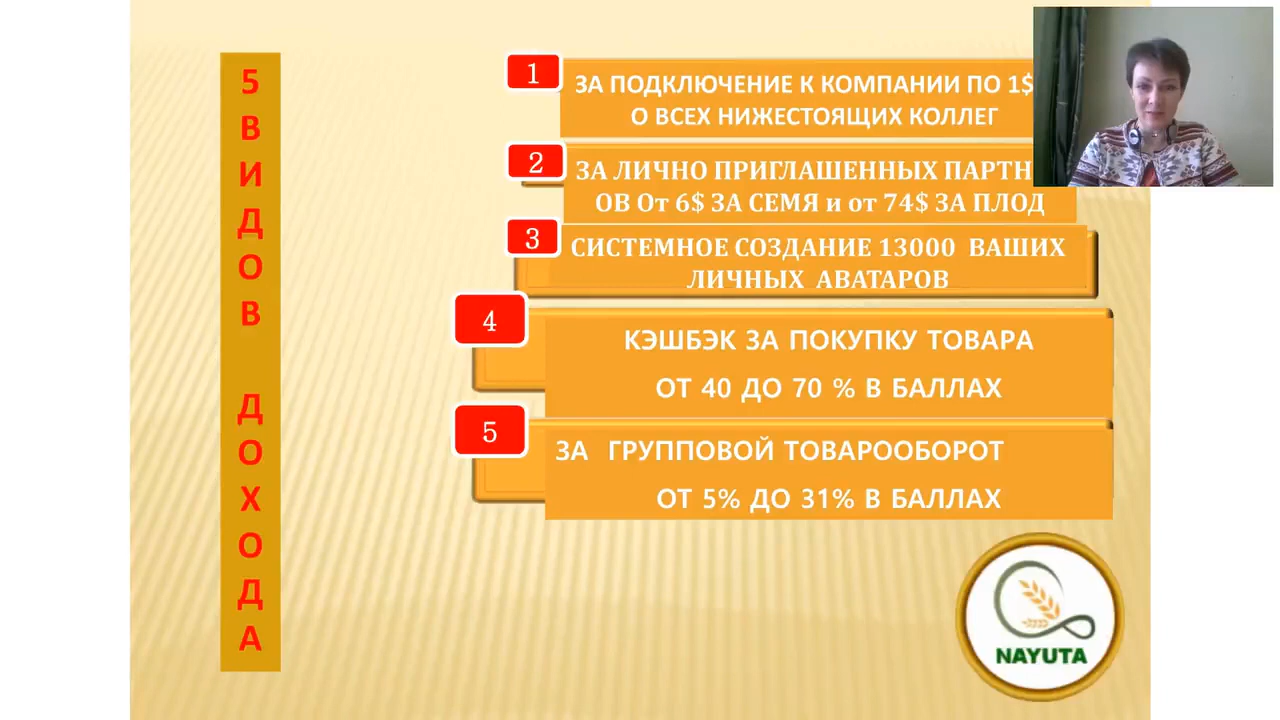 5 ВИДОВ ДОХОДА
1
ЗА ПОДКЛЮЧЕНИЕ К КОМПАНИИ ПО 1$
О ВСЕХ НИЖЕСТОЯЩИХ КОЛЛЕГ
2
ЗА ЛИЧНО ПРИГЛАШЕННЫХ ПАРТН
ОВ От 6$ ЗА СЕМЯ и от 74$ ЗА ПЛОД
3
СИСТЕМНОЕ СОЗДАНИЕ 13000 ВАШИХ
ЛИЧНЫХ АВАТАРОВ
4
КЭШБЭК ЗА ПОКУПКУ ТОВАРА
ОТ 40 ДО 70 % В БАЛЛАХ
5
ЗА ГРУППОВОЙ ТОВАРООБОРОТ
ОТ 5% ДО 31% В БАЛЛАХ
NAYUTA